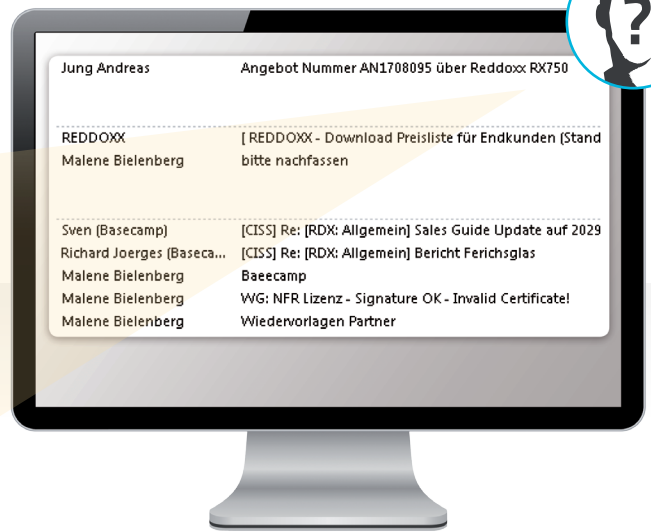 ?
Jung Andreas Angebot Nummer AN1708095 über Reddoxx RX750
REDDOXX [ REDDOXX - Download Preisliste für Endkunden (Stand
Malene Bielenberg bitte nachfassen
Sven (Basecamp) [CISS] Re: [RDX: Allgemein] Sales Guide Update auf 2029
Richard Joerges (Baseca... [CISS] Re: [RDX: Allgemein] Bericht Ferichsglas
Malene Bielenberg Baeecamp
Malene Bielenberg WG: NFR Lizenz - Signature OK - Invalid Certificate!
Malene Bielenberg Wiedervorlagen Partner